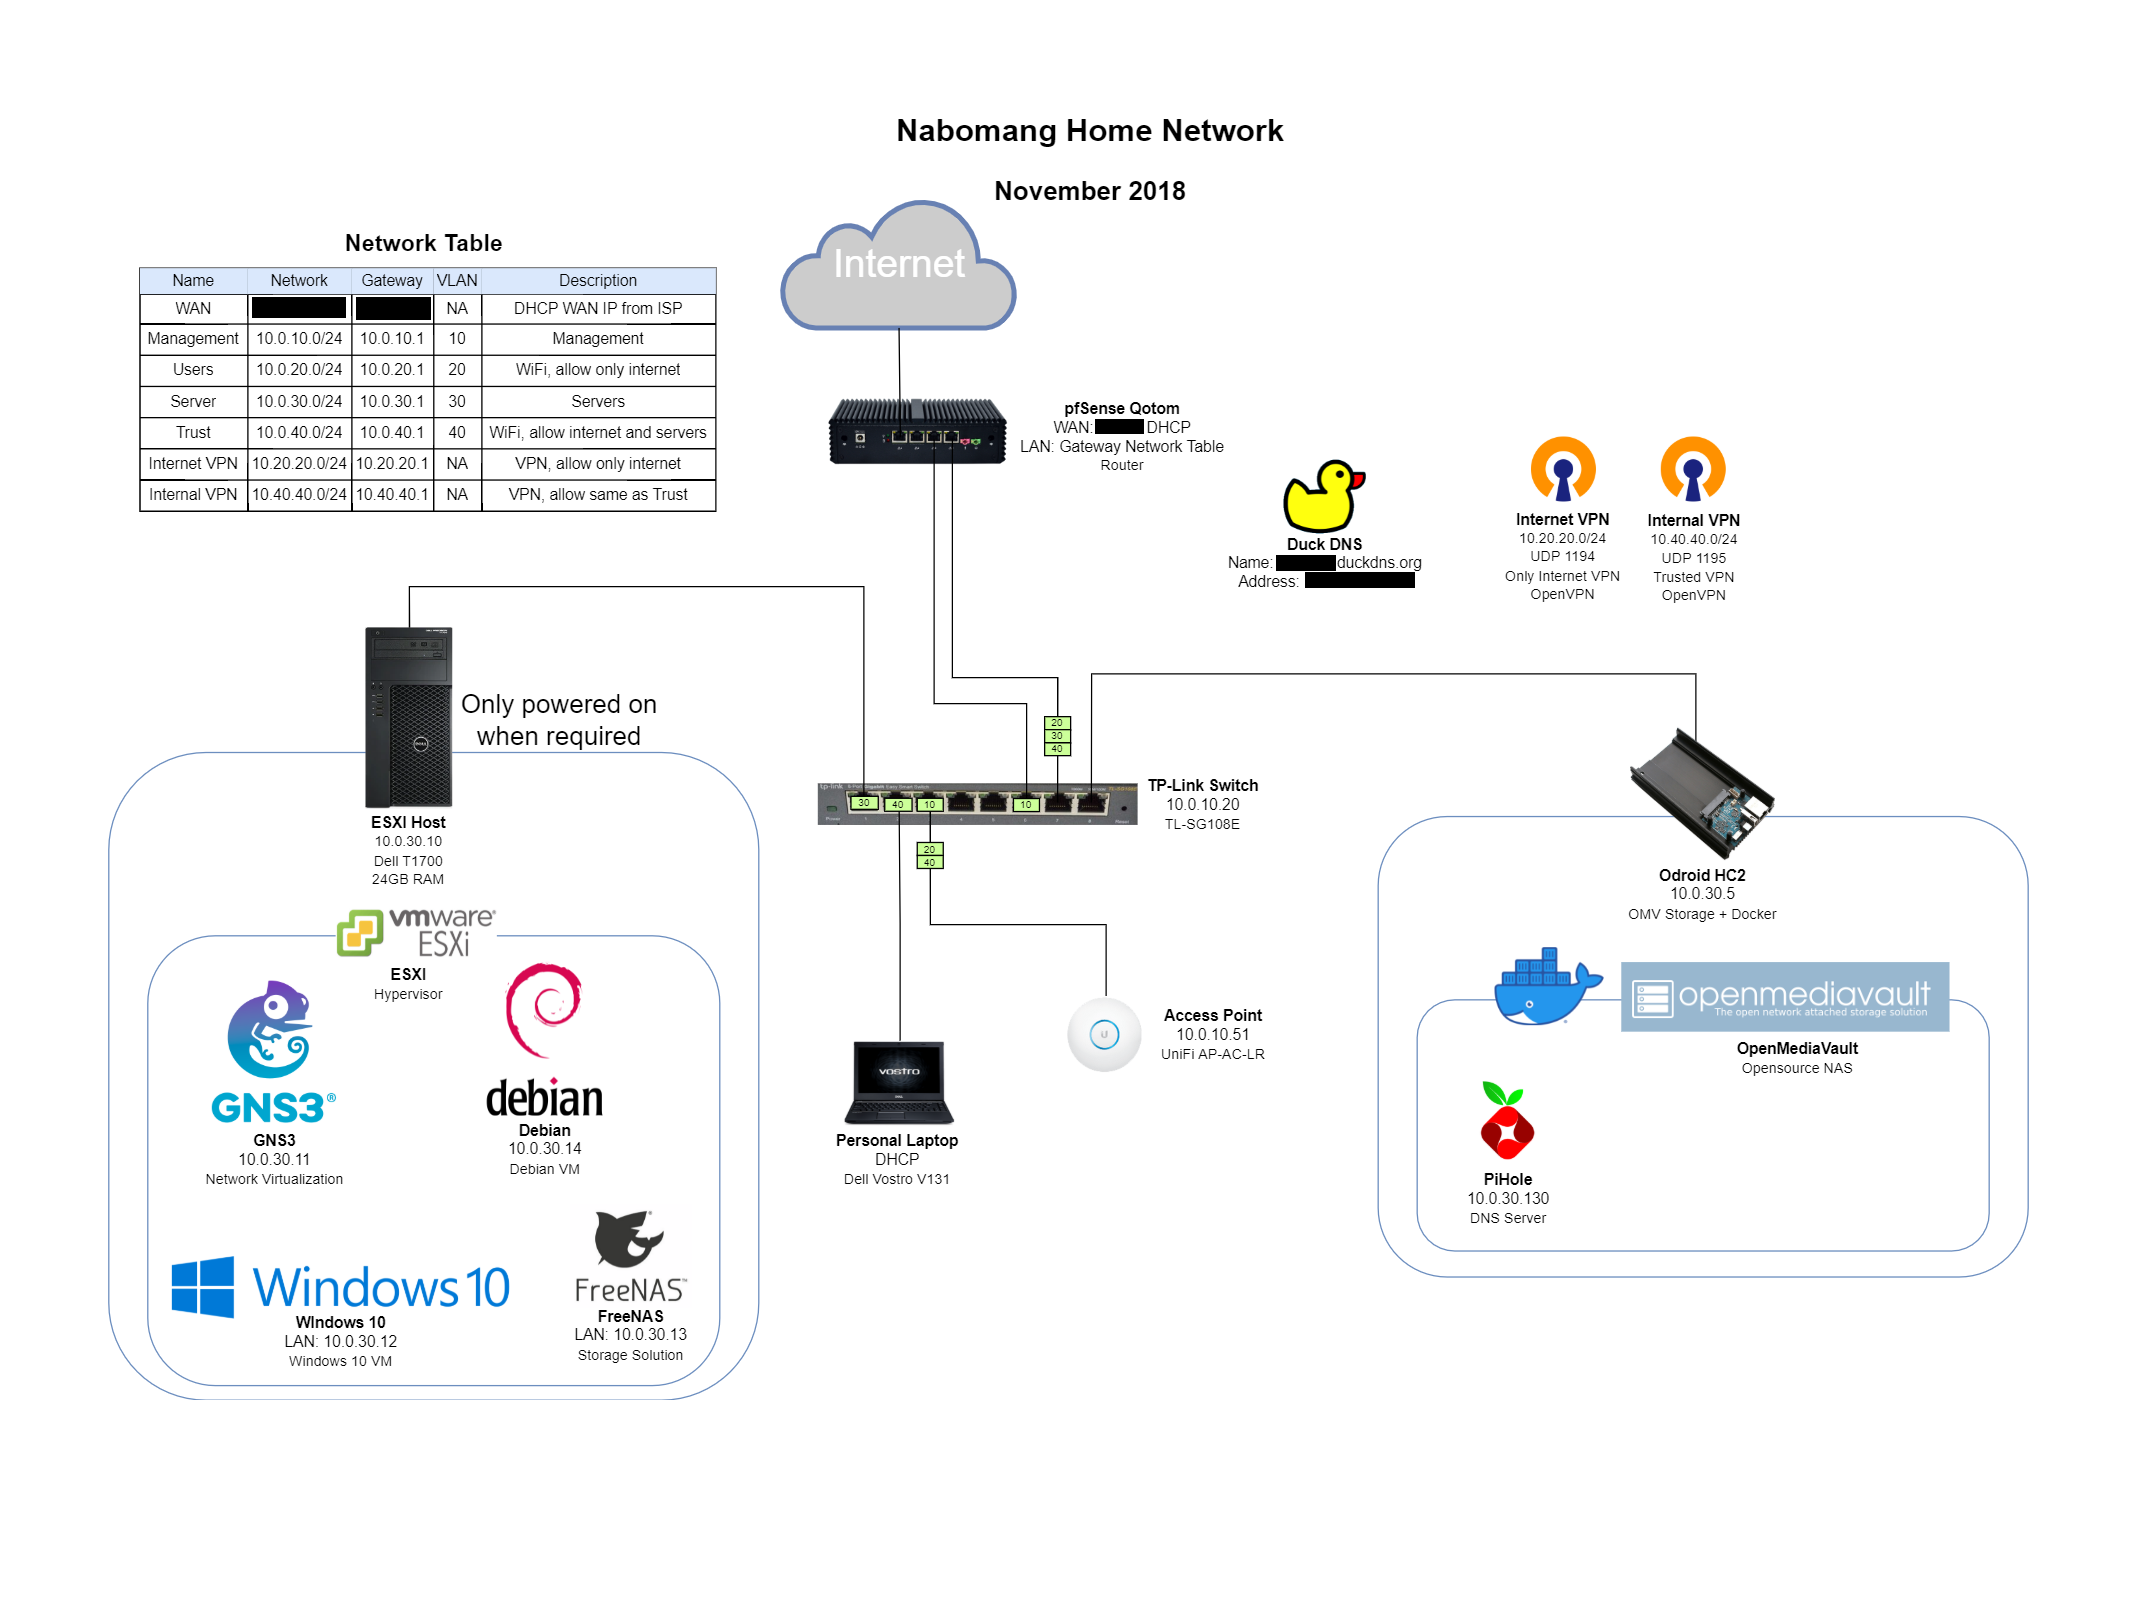 Nabomang Home Network
November 2018
Network Table
Name Network Gateway VLAN Description
WAN NA DHCP WAN IP from ISP
Management 10.0.10.0/24 10.0.10.1 10 Management
Users 10.0.20.0/24 10.0.20.1 20 WiFi, allow only internet
Server 10.0.30.0/24 10.0.30.1 30 Servers
Trust 10.0.40.0/24 10.0.40.1 40 WiFi, allow internet and servers
Internet VPN 10.20.20.0/24 10.20.20.1 NA VPN, allow only internet
Internal VPN 10.40.40.0/24 10.40.40.1 NA VPN, allow same as Trust
Internet
pfSense Qotom
WAN: DHCP
LAN: Gateway Network Table
Router
Duck DNS
Name: duckdns.org
Address:
Internet VPN
10.20.20.0/24
UDP 1194
Only Internet VPN
OpenVPN
Internal VPN
10.40.40.0/24
UDP 1195
Trusted VPN
OpenVPN
Only powered on
when required
20
30
40
tp-link 8-Port Gigabit Easy Smart Switch
30 40 10 10
Power Reset
TP-Link Switch
10.0.10.20
TL-SG108E
20
40
ESXI Host
10.0.30.10
Dell T1700
24GB RAM
vmware®
ESXi
ESXI
Hypervisor
GNS3®
GNS3
10.0.30.11
Network Virtualization
debian
Debian
10.0.30.14
Debian VM
Windows 10
WIndows 10
LAN: 10.0.30.12
Windows 10 VM
FreeNAS™
FreeNAS
LAN: 10.0.30.13
Storage Solution
vostro
DELL
Personal Laptop
DHCP
Dell Vostro V131
Access Point
10.0.10.51
UniFi AP-AC-LR
Odroid HC2
10.0.30.5
OMV Storage + Docker
openmediavault
The open network attached storage solution
OpenMediaVault
Opensource NAS
PiHole
10.0.30.130
DNS Server